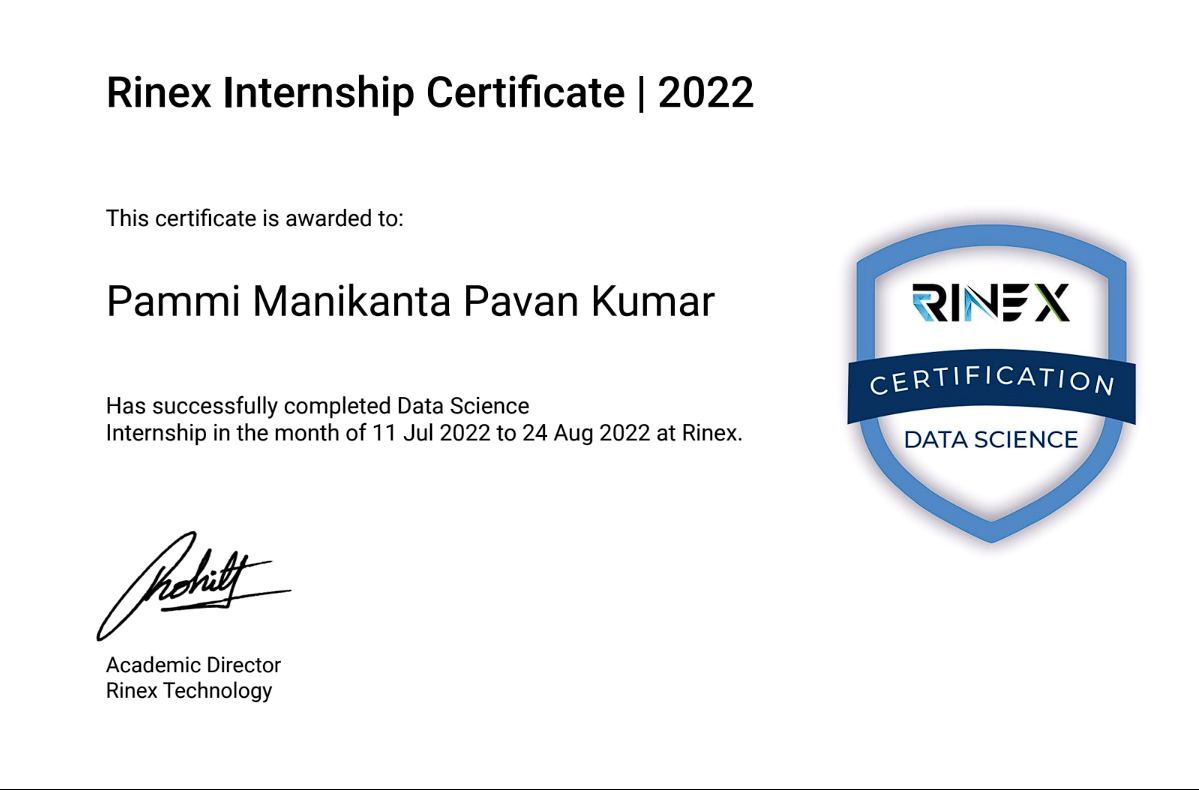 Rinex Internship Certificate | 2022
This certificate is awarded to:
Pammi Manikanta Pavan Kumar
Has successfully completed Data Science
Internship in the month of 11 Jul 2022 to 24 Aug 2022 at Rinex.
Academic Director
Rinex Technology
RINEX
CERTIFICATION
DATA SCIENCE